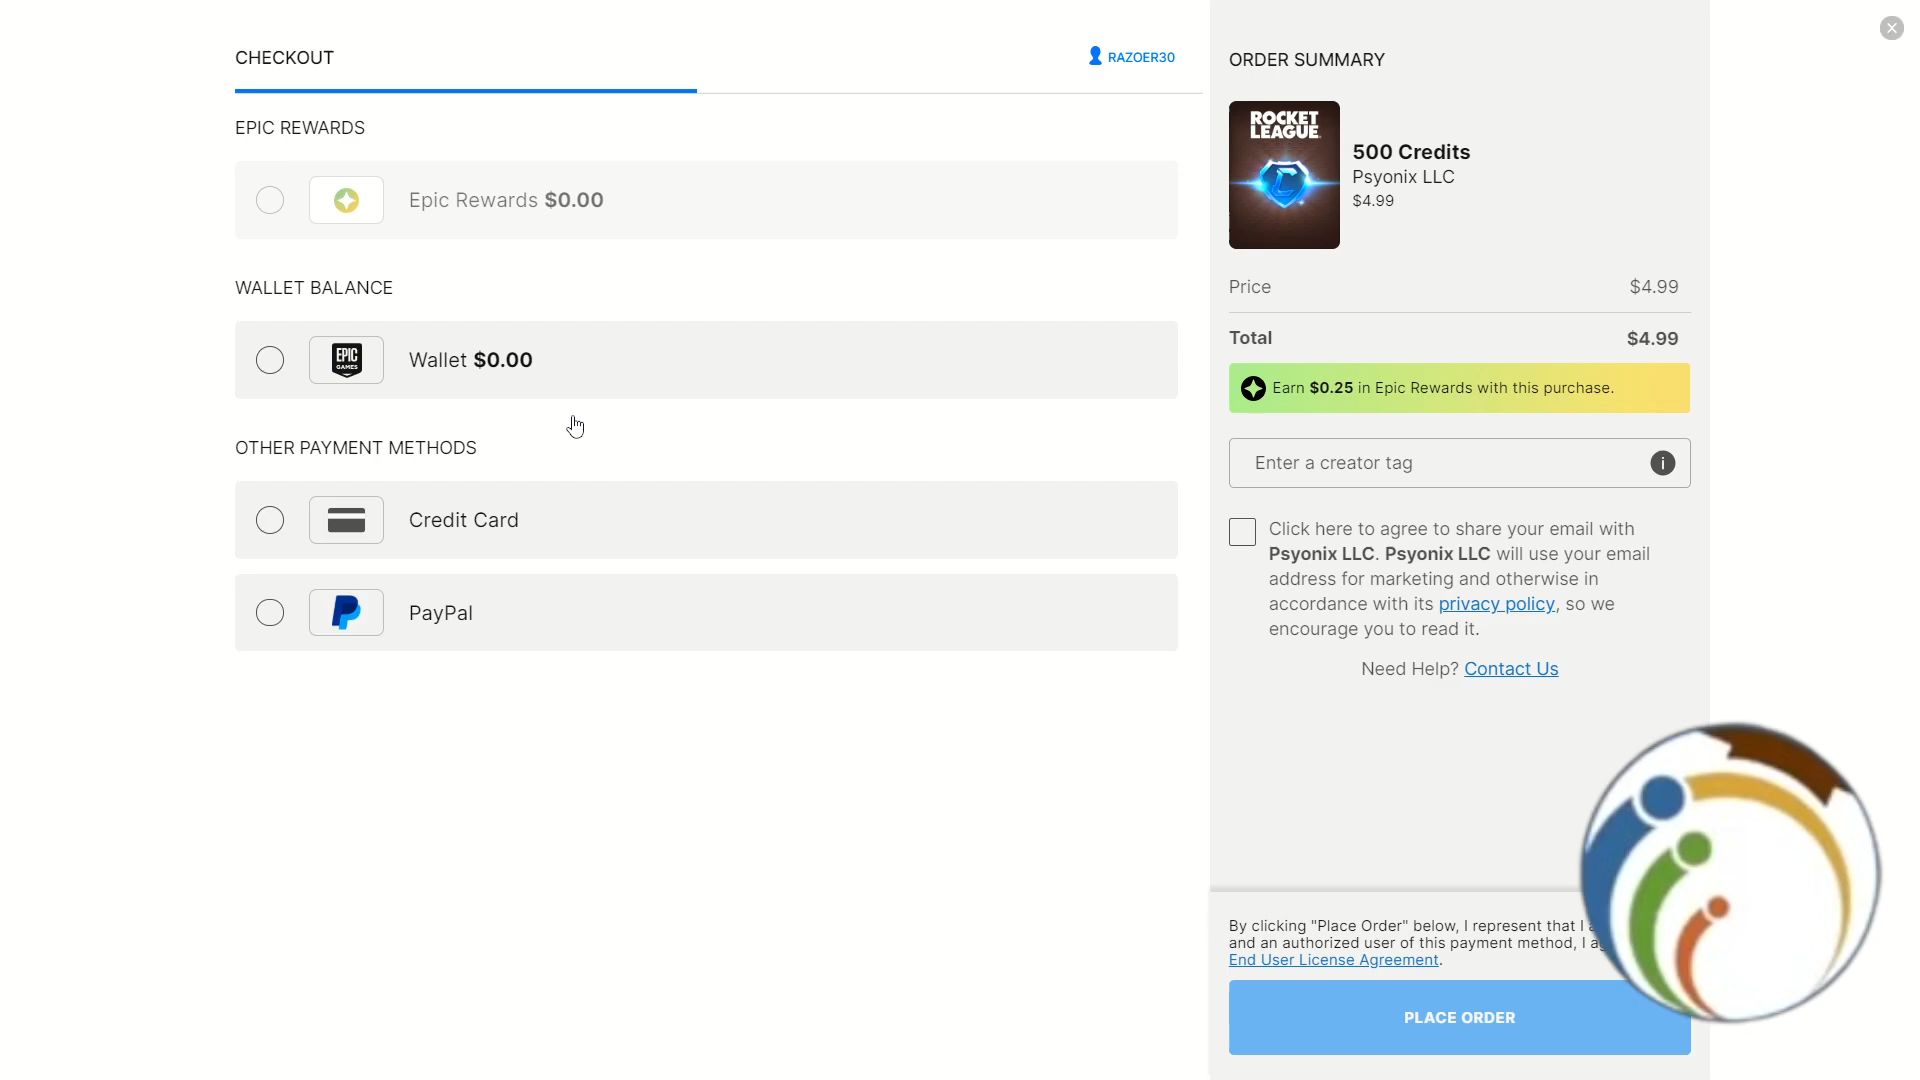 CHECKOUT
RAZOER30
EPIC REWARDS
Epic Rewards $0.00
WALLET BALANCE
EPIC
GAMES
Wallet $0.00
OTHER PAYMENT METHODS
Credit Card
PayPal
ORDER SUMMARY
ROCKET
LEAGUE
500 Credits
Psyonix LLC
$4.99
Price $4.99
Total $4.99
Earn $0.25 in Epic Rewards with this purchase.
Enter a creator tag
Click here to agree to share your email with
Psyonix LLC. Psyonix LLC will use your email
address for marketing and otherwise in
accordance with its privacy policy, so we
encourage you to read it.
Need Help? Contact Us
By clicking "Place Order" below, I represent that I
and an authorized user of this payment method, I
End User License Agreement.
PLACE ORDER